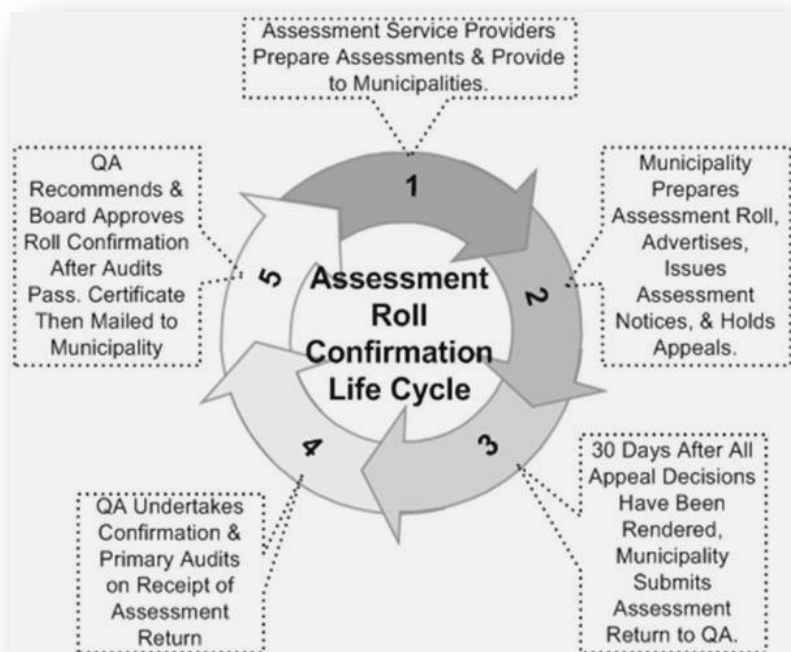 Assessment Service Providers
Prepare Assessments & Provide
to Municipalities.
1
Municipality
Prepares
Assessment Roll,
Advertises,
Issues
Assessment
Notices, & Holds
Appeals.
2
30 Days After All
Appeal Decisions
Have Been
Rendered,
Municipality
Submits
Assessment
Return to QA.
3
QA Undertakes
Confirmation &
Primary Audits
on Receipt of
Assessment
Return
4
QA
Recommends &
Board Approves
Roll Confirmation
After Audits
Pass. Certificate
Then Mailed to
Municipality
5
Assessment
Roll
Confirmation
Life Cycle